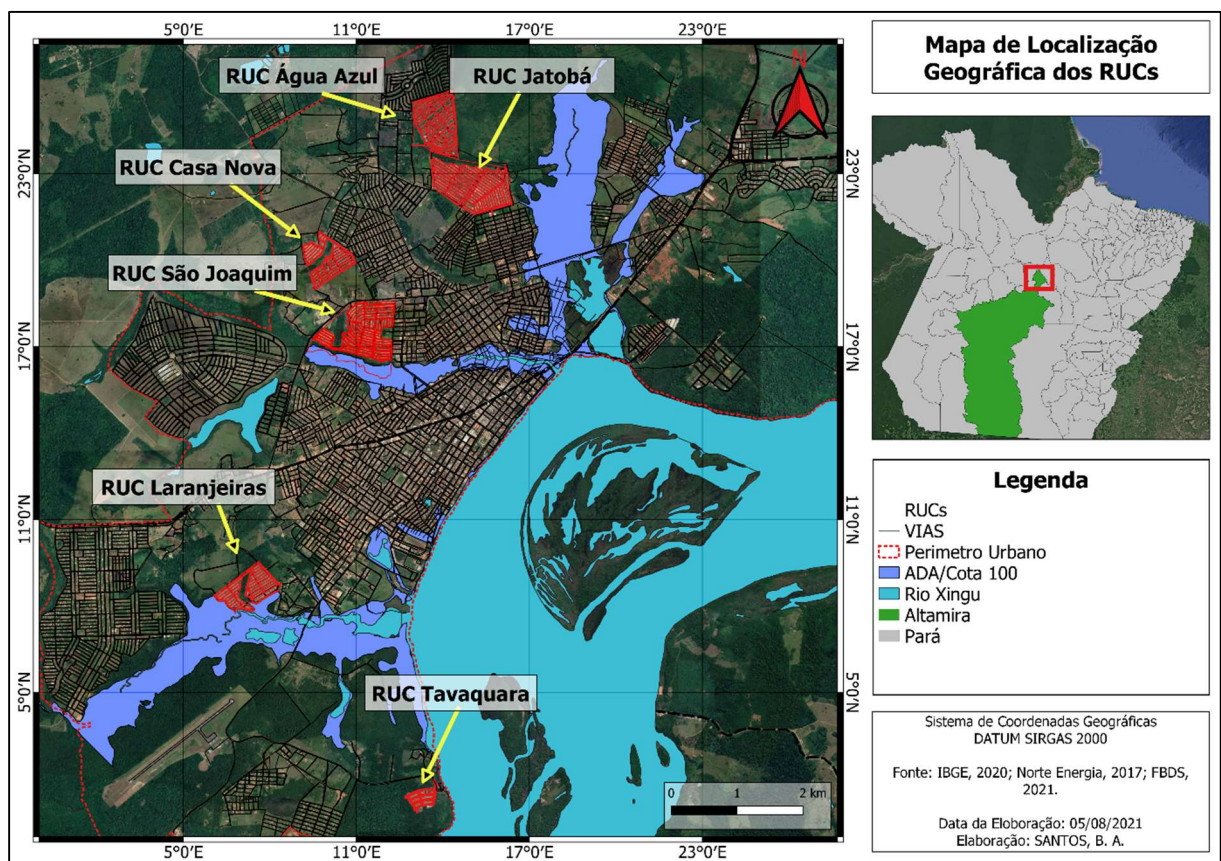 5°0'E 11°0'E 17°0'E 23°0'E
RUC Água Azul
RUC Jatobá
N
RUC Casa Nova
23°0'N
23°0'N
RUC São Joaquim
17°0'N
17°0'N
RUC Laranjeiras
11°0'N
11°0'N
RUC Tavaquara
5°0'N
5°0'N
0 1 2 km
5°0'E 11°0'E 17°0'E 23°0'E
Mapa de Localização
Geográfica dos RUCs
Legenda
RUCs
VIAS
Perimetro Urbano
ADA/Cota 100
Rio Xingu
Altamira
Pará
Sistema de Coordenadas Geográficas
DATUM SIRGAS 2000
Fonte: IBGE, 2020; Norte Energia, 2017; FBDS,
2021.
Data da Eloboração: 05/08/2021
Elaboração: SANTOS, B. A.